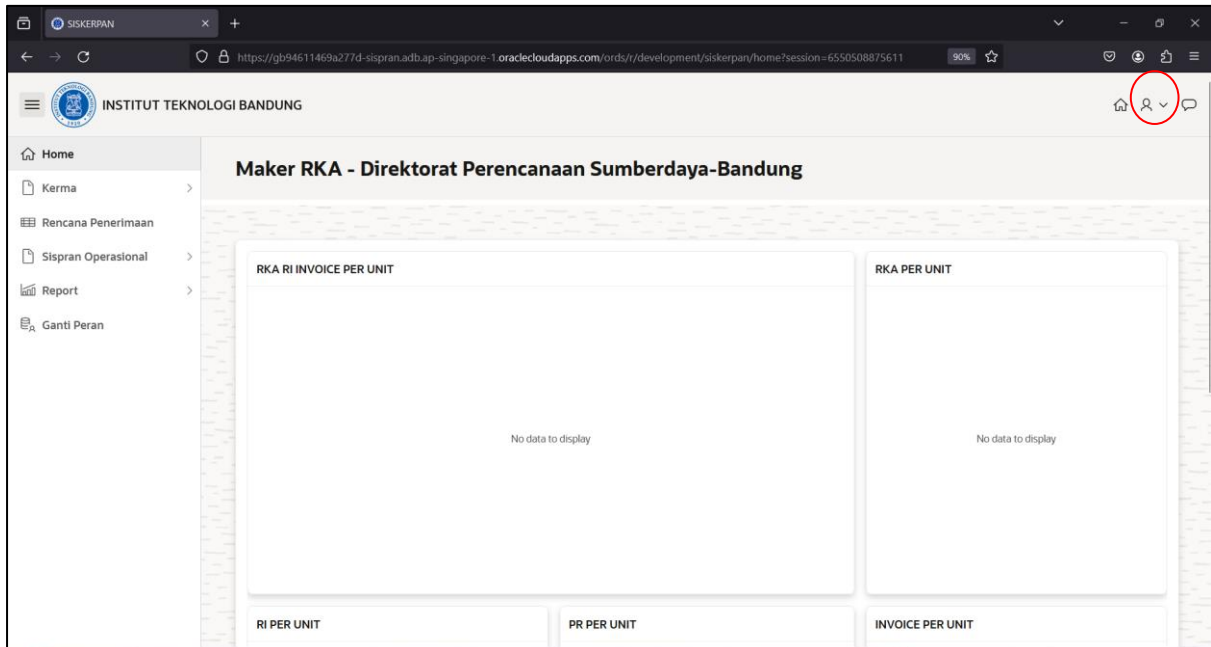 SISKERPAN
https://gb94611469a277d-sispran.adb.ap-singapore-1.oraclecloudapps.com/ords/r/development/siskerpan/home?session=6550508875611
90%
INSTITUT TEKNOLOGI BANDUNG
Home
Maker RKA - Direktorat Perencanaan Sumberdaya-Bandung
Kerma
Rencana Penerimaan
Sispran Operasional
Report
Ganti Peran
RKA RI INVOICE PER UNIT
No data to display
RKA PER UNIT
No data to display
RI PER UNIT
PR PER UNIT
INVOICE PER UNIT